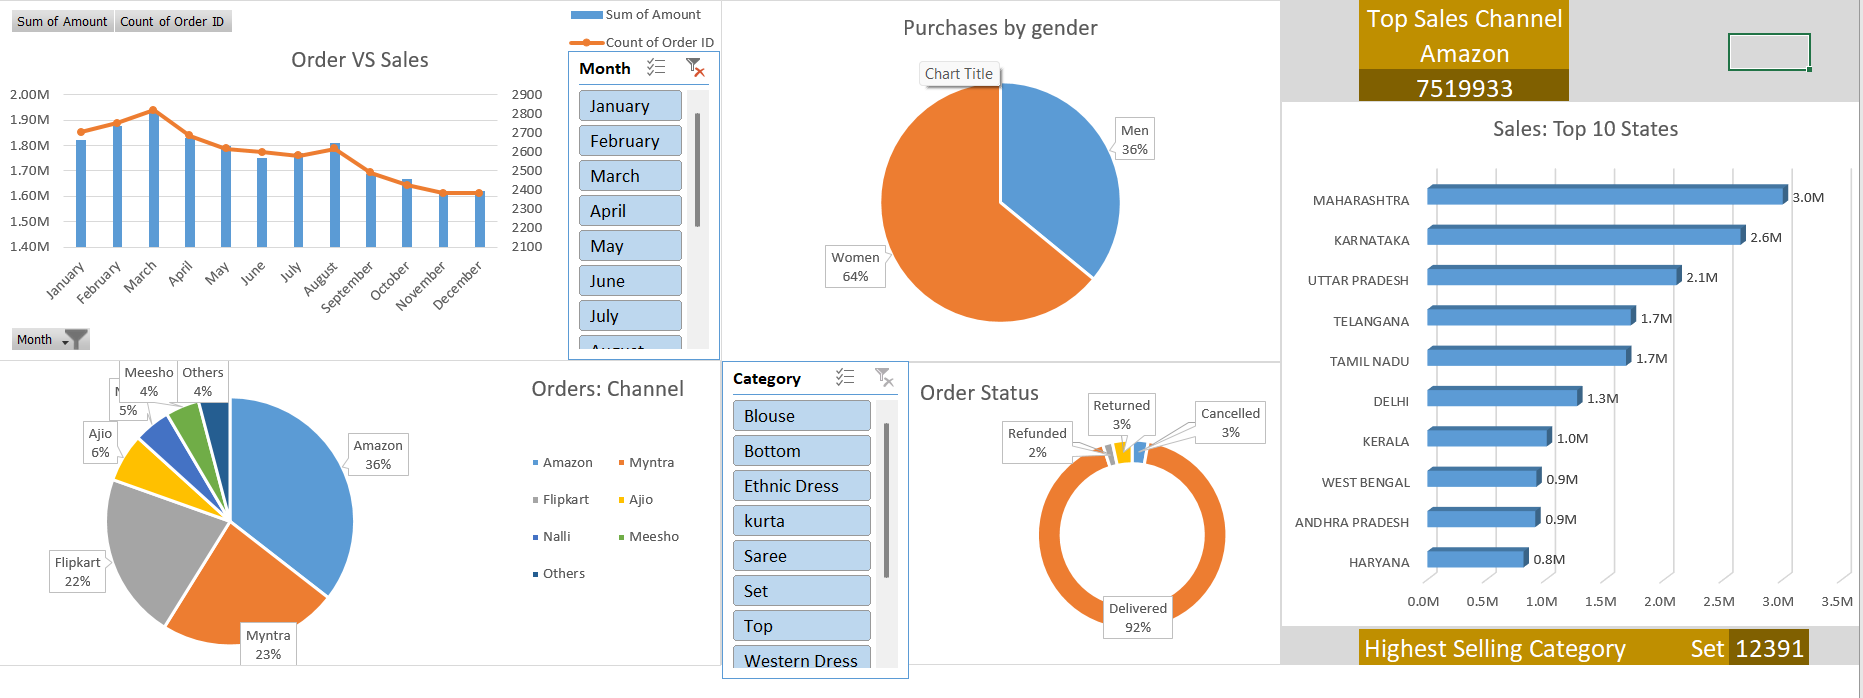 Sum of Amount
Count of Order ID
Order VS Sales
Sum of Amount
Count of Order ID
2.00M
1.90M
1.80M
1.70M
1.60M
1.50M
1.40M
2900
2800
2700
2600
2500
2400
2300
2200
2100
January
February
March
April
May
June
July
August
September
October
November
December
Month
Month
January
February
March
April
May
June
July
August
Purchases by gender
Chart Title
Men
36%
Women
64%
Top Sales Channel
Amazon
7519933
Sales: Top 10 States
MAHARASHTRA
3.0M
KARNATAKA
2.6M
UTTAR PRADESH
2.1M
TELANGANA
1.7M
TAMIL NADU
1.7M
DELHI
1.3M
KERALA
1.0M
WEST BENGAL
0.9M
ANDHRA PRADESH
0.9M
HARYANA
0.8M
0.0M
0.5M
1.0M
1.5M
2.0M
2.5M
3.0M
3.5M
Orders: Channel
Meesho
4%
Others
4%
5%
Ajio
6%
Amazon
36%
Flipkart
22%
Myntra
23%
Amazon
Myntra
Flipkart
Ajio
Nalli
Meesho
Others
Category
Blouse
Bottom
Ethnic Dress
kurta
Saree
Set
Top
Western Dress
Order Status
Returned
3%
Cancelled
3%
Refunded
2%
Delivered
92%
Highest Selling Category
Set
12391